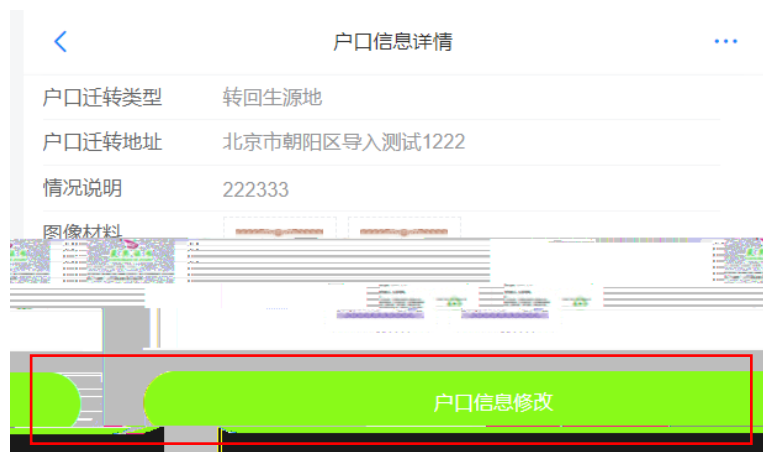 户口信息详情
户口迁转类型 转回生源地
户口迁转地址 北京市朝阳区导入测试1222
情况说明 222333
图像材料
户口信息修改